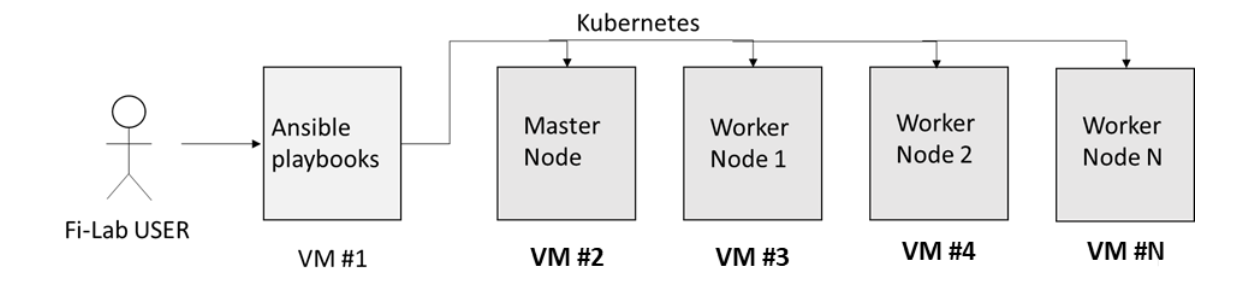 Kubernetes
Ansible
playbooks
Master
Node
Worker
Node 1
Worker
Node 2
Worker
Node N
Fi-Lab USER
VM #1
VM #2
VM #3
VM #4
VM #N